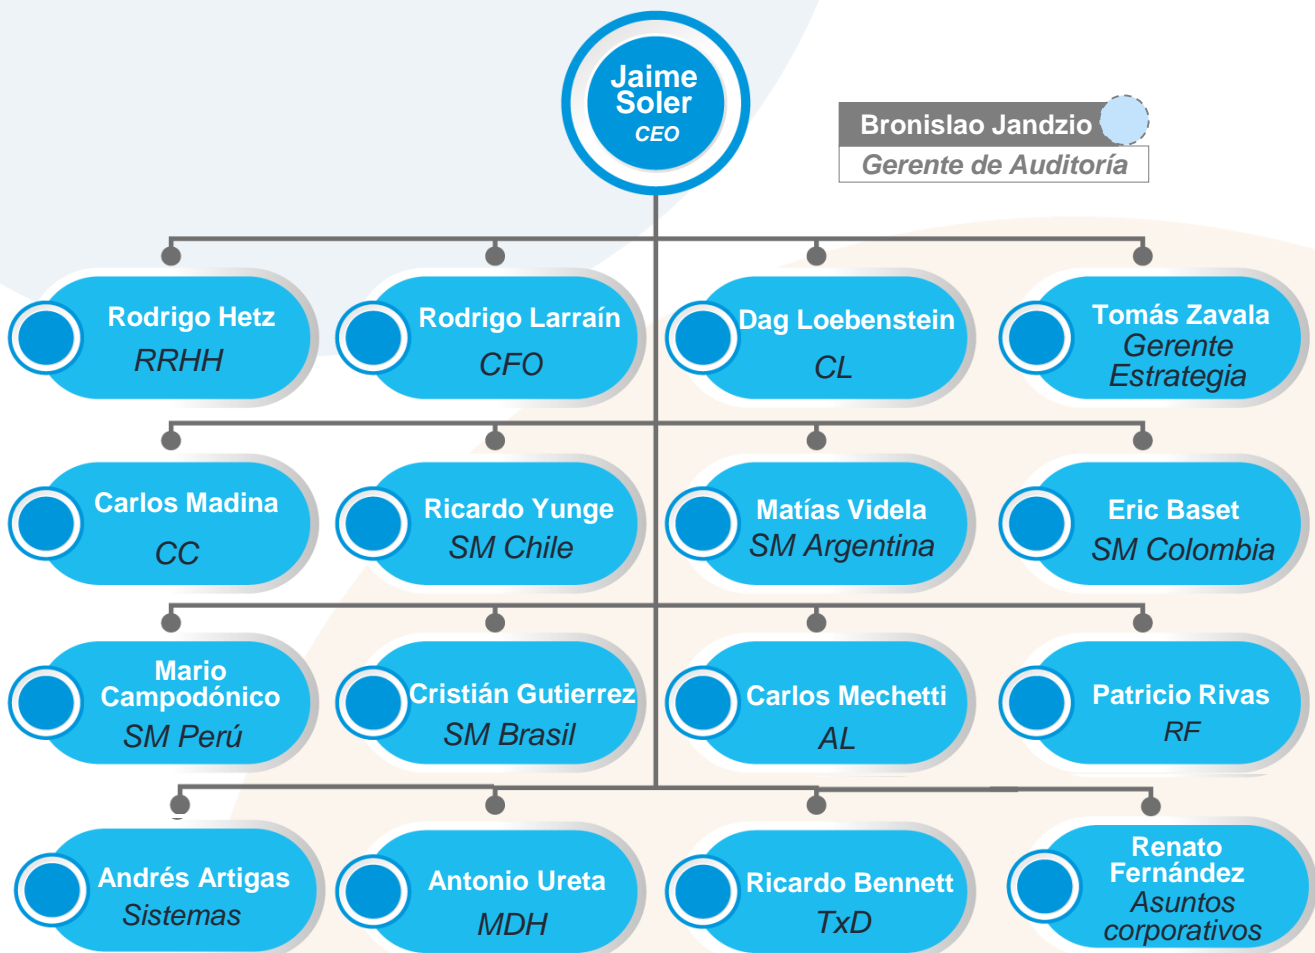 Jaime
Soler
CEO
Bronislao Jandzio
Gerente de Auditoría
Rodrigo Hetz
RRHH
Rodrigo Larraín
CFO
Dag Loebenstein
CL
Tomás Zavala
Gerente
Estrategia
Carlos Madina
CC
Ricardo Yunge
SM Chile
Matías Videla
SM Argentina
Eric Baset
SM Colombia
Mario
Campodónico
SM Perú
Cristián Gutierrez
SM Brasil
Carlos Mechetti
AL
Patricio Rivas
RF
Andrés Artigas
Sistemas
Antonio Ureta
MDH
Ricardo Bennett
TxD
Renato
Fernández
Asuntos
corporativos